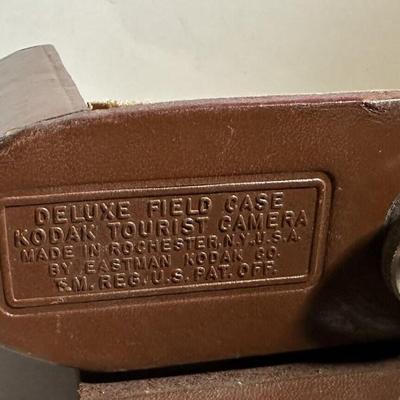 DELUXE FIELD CASE
KODAK TOURIST CAMERA
MADE IN ROCHESTER, N.Y. U.S.A.
BY EASTMAN KODAK CO.
T.M. REG. U.S. PAT. OFF.